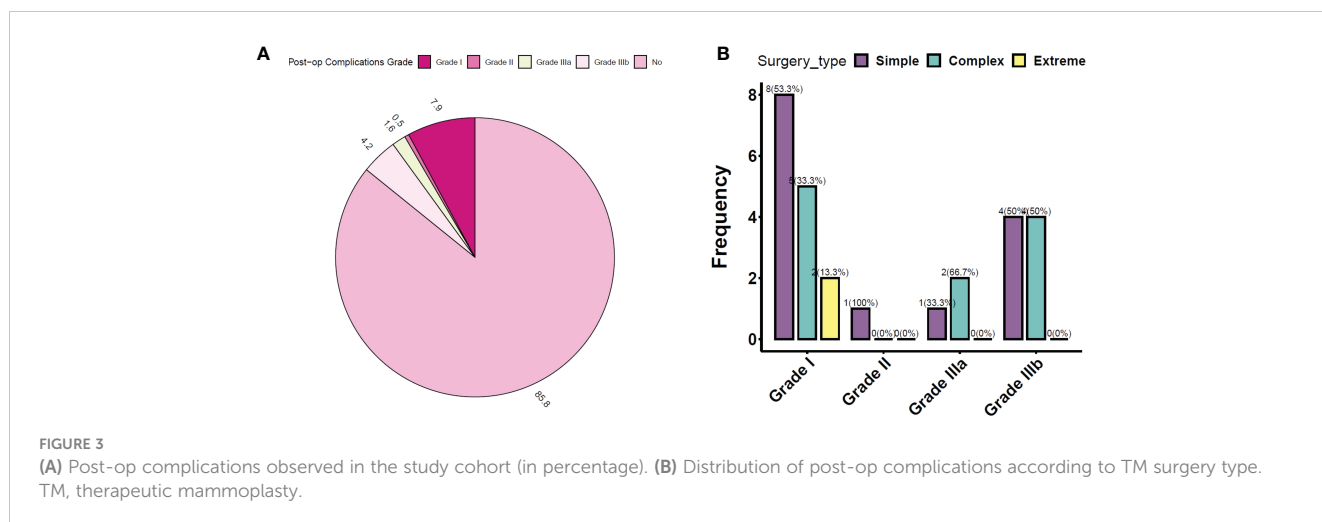 A
Post-op Complications Grade Grade I Grade II Grade IIIa Grade IIIb No
7.9
0.5
1.6
4.2
85.8
B
Surgery_type Simple Complex Extreme
Frequency
8
6
4
2
0
8(53.3%)
5(33.3%)
2(13.3%)
1(100%)
0(0%)
0(0%)
1(33.3%)
2(66.7%)
0(0%)
4(50%)
4(50%)
0(0%)
Grade I
Grade II
Grade IIIa
Grade IIIb
FIGURE 3
(A) Post-op complications observed in the study cohort (in percentage). (B) Distribution of post-op complications according to TM surgery type.
TM, therapeutic mammoplasty.